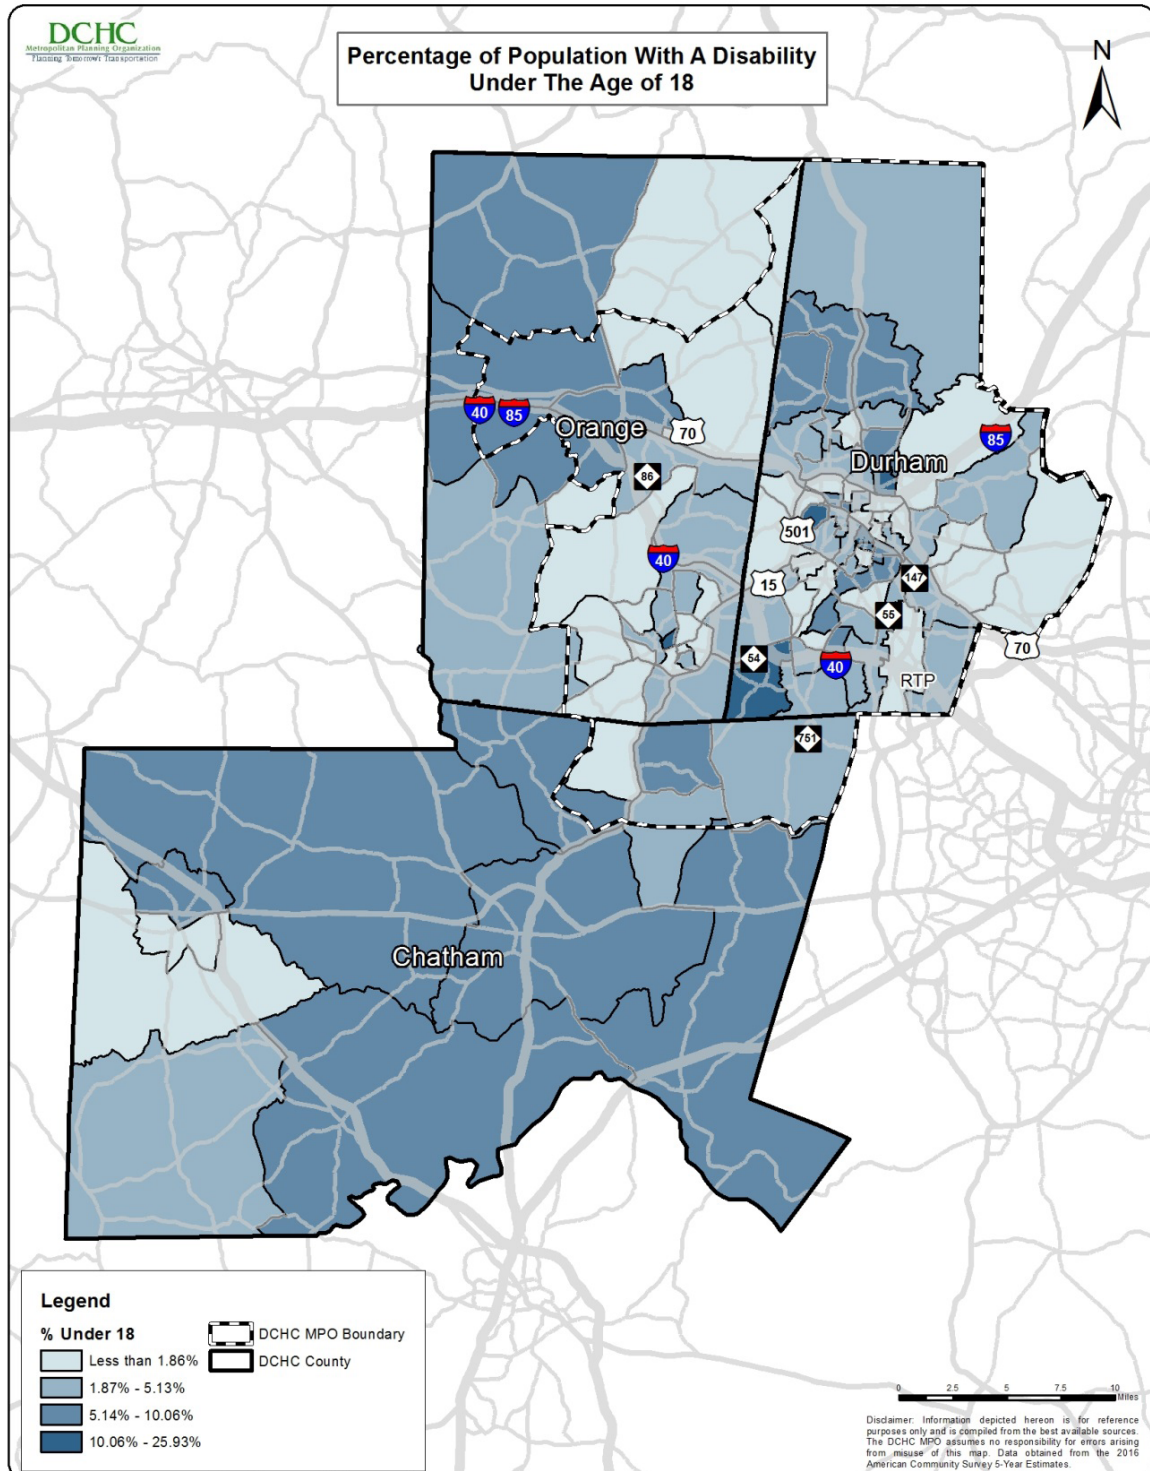 DCHC
Metropolitan Planning Organization
Planning Tomorrow's Transportation
Percentage of Population With A Disability
Under The Age of 18
N
40
85
Orange
70
86
Durham
85
501
40
15
147
55
54
40
70
RTP
751
Chatham
Legend
% Under 18
Less than 1.86%
1.87% - 5.13%
5.14% - 10.06%
10.06% - 25.93%
DCHC MPO Boundary
DCHC County
0 2.5 5 7.5 10
Miles
Disclaimer: Information depicted hereon is for reference
purposes only and is compiled from the best available sources.
The DCHC MPO assumes no responsibility for errors arising
from misuse of this map. Data obtained from the 2016
American Community Survey 5-Year Estimates.